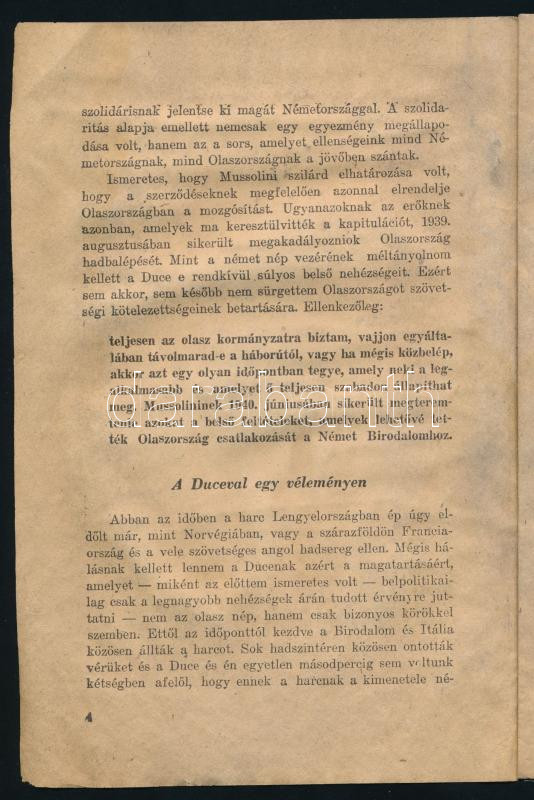 szolidárisnak jelentse ki magát Németországgal. A szolida-
ritás alapja emellett nemcsak egy egyezmény megállapo-
dása volt, hanem az a sors, amelyet ellenségeink mind Né-
metországnak, mind Olaszországnak a jövőben szántak.
Ismeretes, hogy Mussolini szilárd elhatározása volt,
hogy a szerződéseknek megfelelően azonnal elrendelje
Olaszországban a mozgósítást. Ugyanazoknak az erőknek
azonban, amelyek ma keresztülvitték a kapitulációt, 1939.
augusztusában sikerült megakadályozniok Olaszország
hadbalépését. Mint a német nép vezérének méltányolnom
kellett a Duce e rendkívül súlyos belső nehézségeit. Ezért
sem akkor, sem később nem sürgettem Olaszországot szövet-
ségi kötelezettségeinek betartására. Ellenkezőleg:
teljesen az olasz kormányzatra bíztam, vajjon egyálta-
lában távolmarad-e a háborútól, vagy ha mégis közbelép,
akkor azt egy olyan időpontban tegye, amely neki a leg-
alkalmasabb és amelyet ő teljesen szabadon állapíthat
meg. Mussolininek 1940. júniusában sikerült megterem-
tenie azokat a belső feltételeket, amelyek lehetővé tet-
ték Olaszország csatlakozását a Német Birodalomhoz.
A Duceval egy véleményen
Abban az időben a harc Lengyelországban ép úgy el-
dőlt már, mint Norvégiában, vagy a szárazföldön Francia-
ország és a vele szövetséges angol hadsereg ellen. Mégis há-
lásnak kellett lennem a Ducenak azért a magatartásáért,
amelyet — miként az előttem ismeretes volt — belpolitikai-
lag csak a legnagyobb nehézségek árán tudott érvényre jut-
tatni — nem az olasz nép, hanem csak bizonyos körökkel
szemben. Ettől az időponttól kezdve a Birodalom és Itália
közösen állták a harcot. Sok hadszintéren közösen ontották
vérüket és a Duce és én egyetlen másodpercig sem voltunk
kétségben afelől, hogy ennek a harcnak a kimenetele né-
4
darabanth